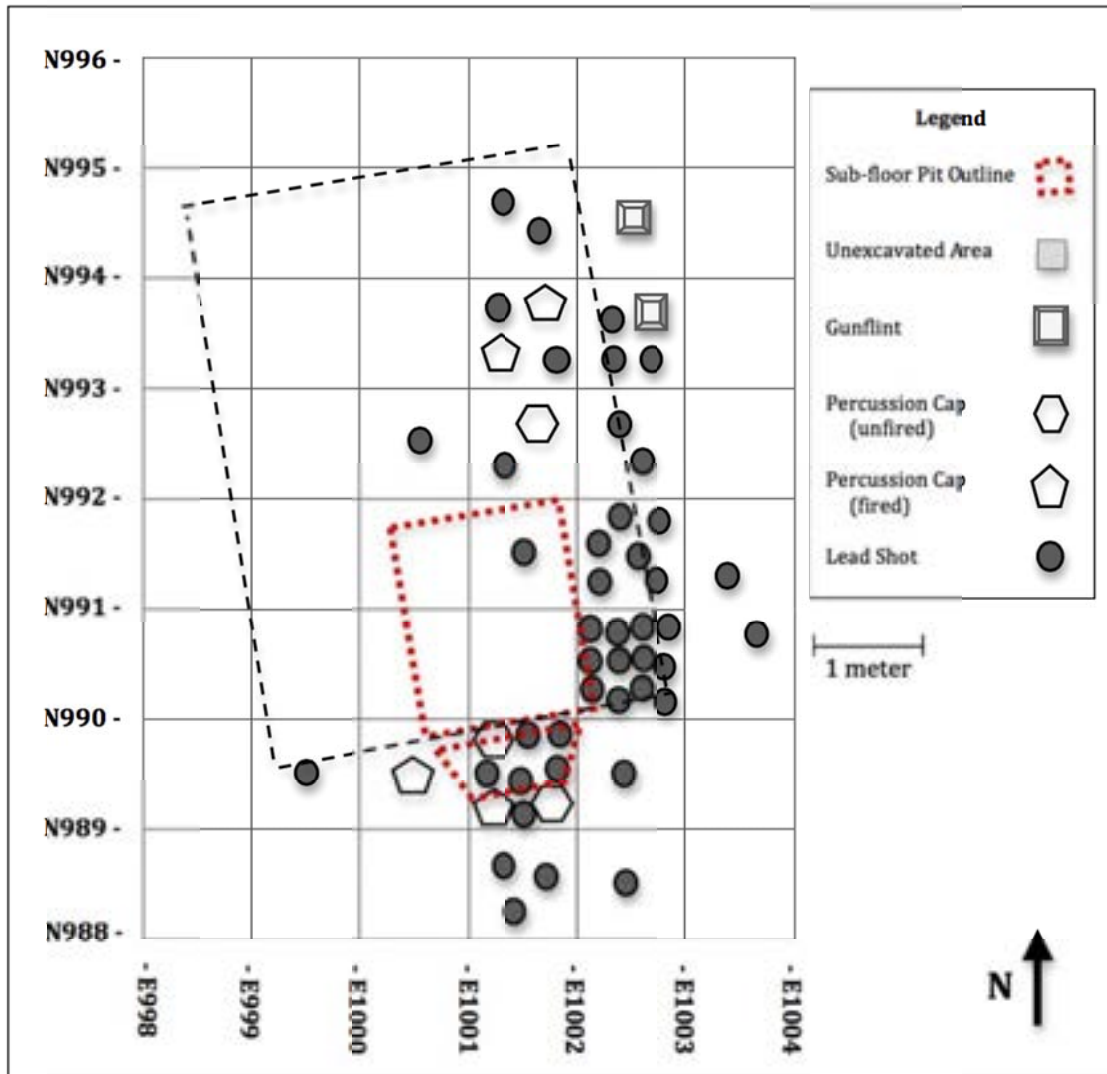 N996 -
N995 -
N994 -
N993 -
N992 -
N991 -
N990 -
N989 -
N988 -
- E998
- E999
- E1000
- E1001
- E1002
- E1003
- E1004
Legend
Sub-floor Pit Outline
Unexcavated Area
Gunflint
Percussion Cap
(unfired)
Percussion Cap
(fired)
Lead Shot
1 meter
N